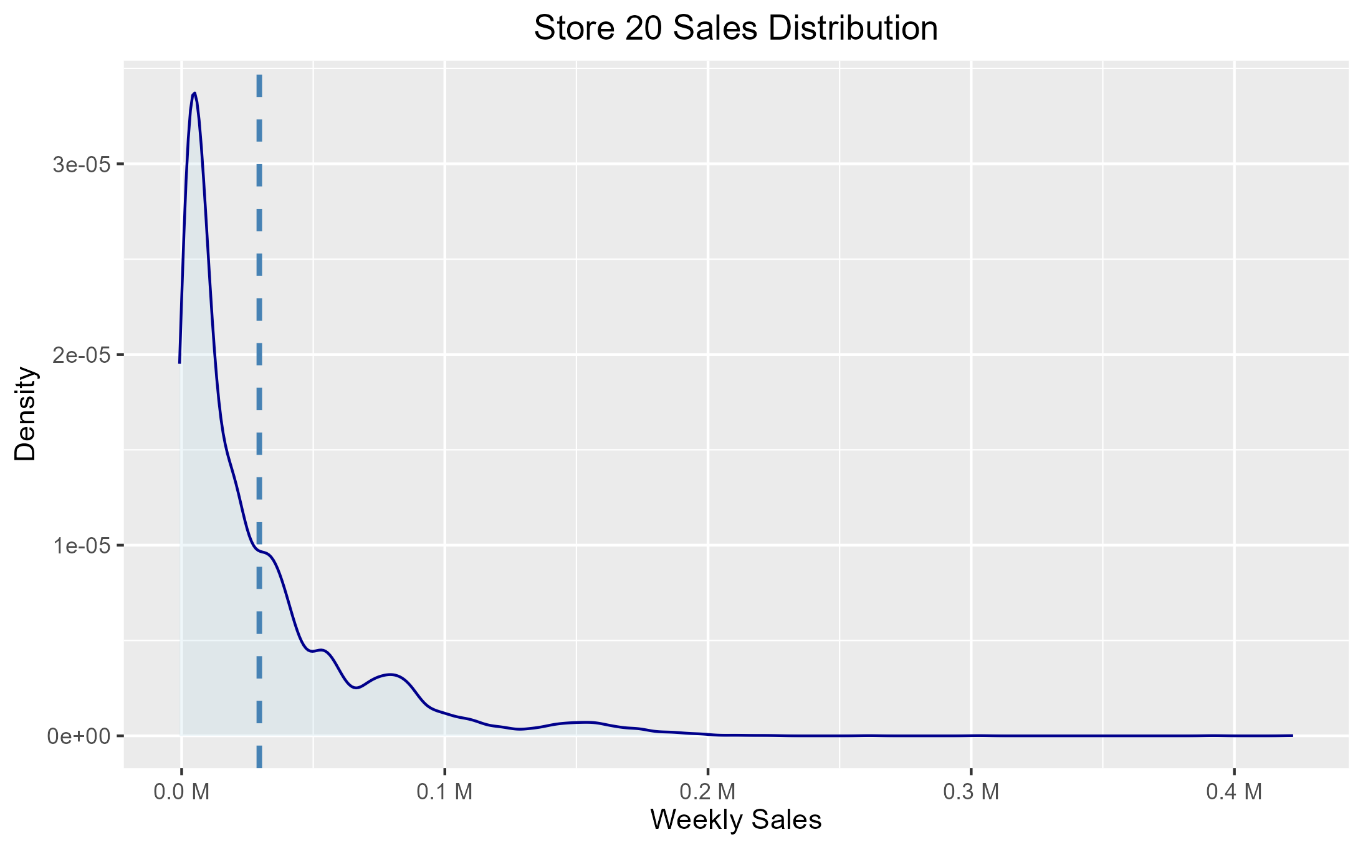 Store 20 Sales Distribution
Density
3e-05
2e-05
1e-05
0e+00
0.0 M 0.1 M 0.2 M 0.3 M 0.4 M
Weekly Sales